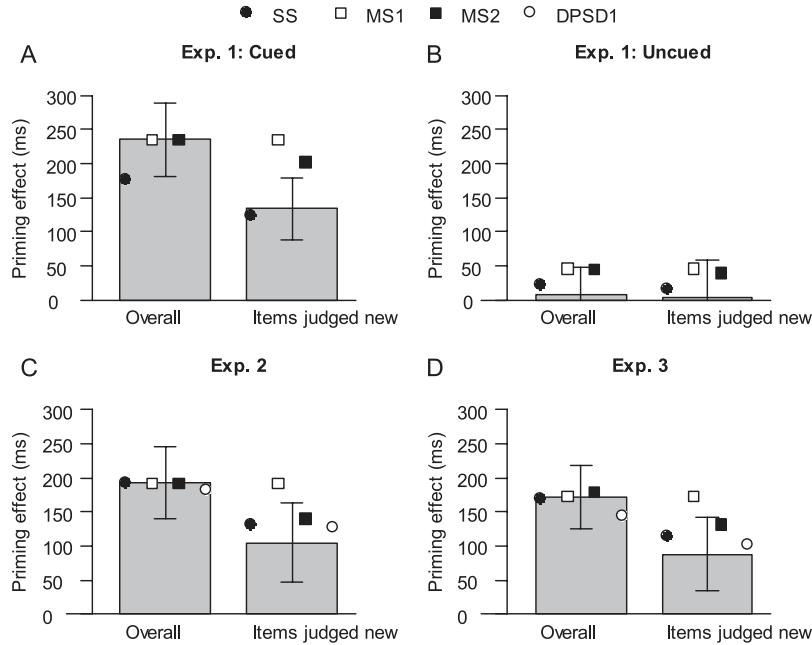 SS MS1 MS2 DPSD1
A Exp. 1: Cued
Priming effect (ms)
300
250
200
150
100
50
0
Overall Items judged new
B Exp. 1: Uncued
Priming effect (ms)
300
250
200
150
100
50
0
Overall Items judged new
C Exp. 2
Priming effect (ms)
300
250
200
150
100
50
0
Overall Items judged new
D Exp. 3
Priming effect (ms)
300
250
200
150
100
50
0
Overall Items judged new